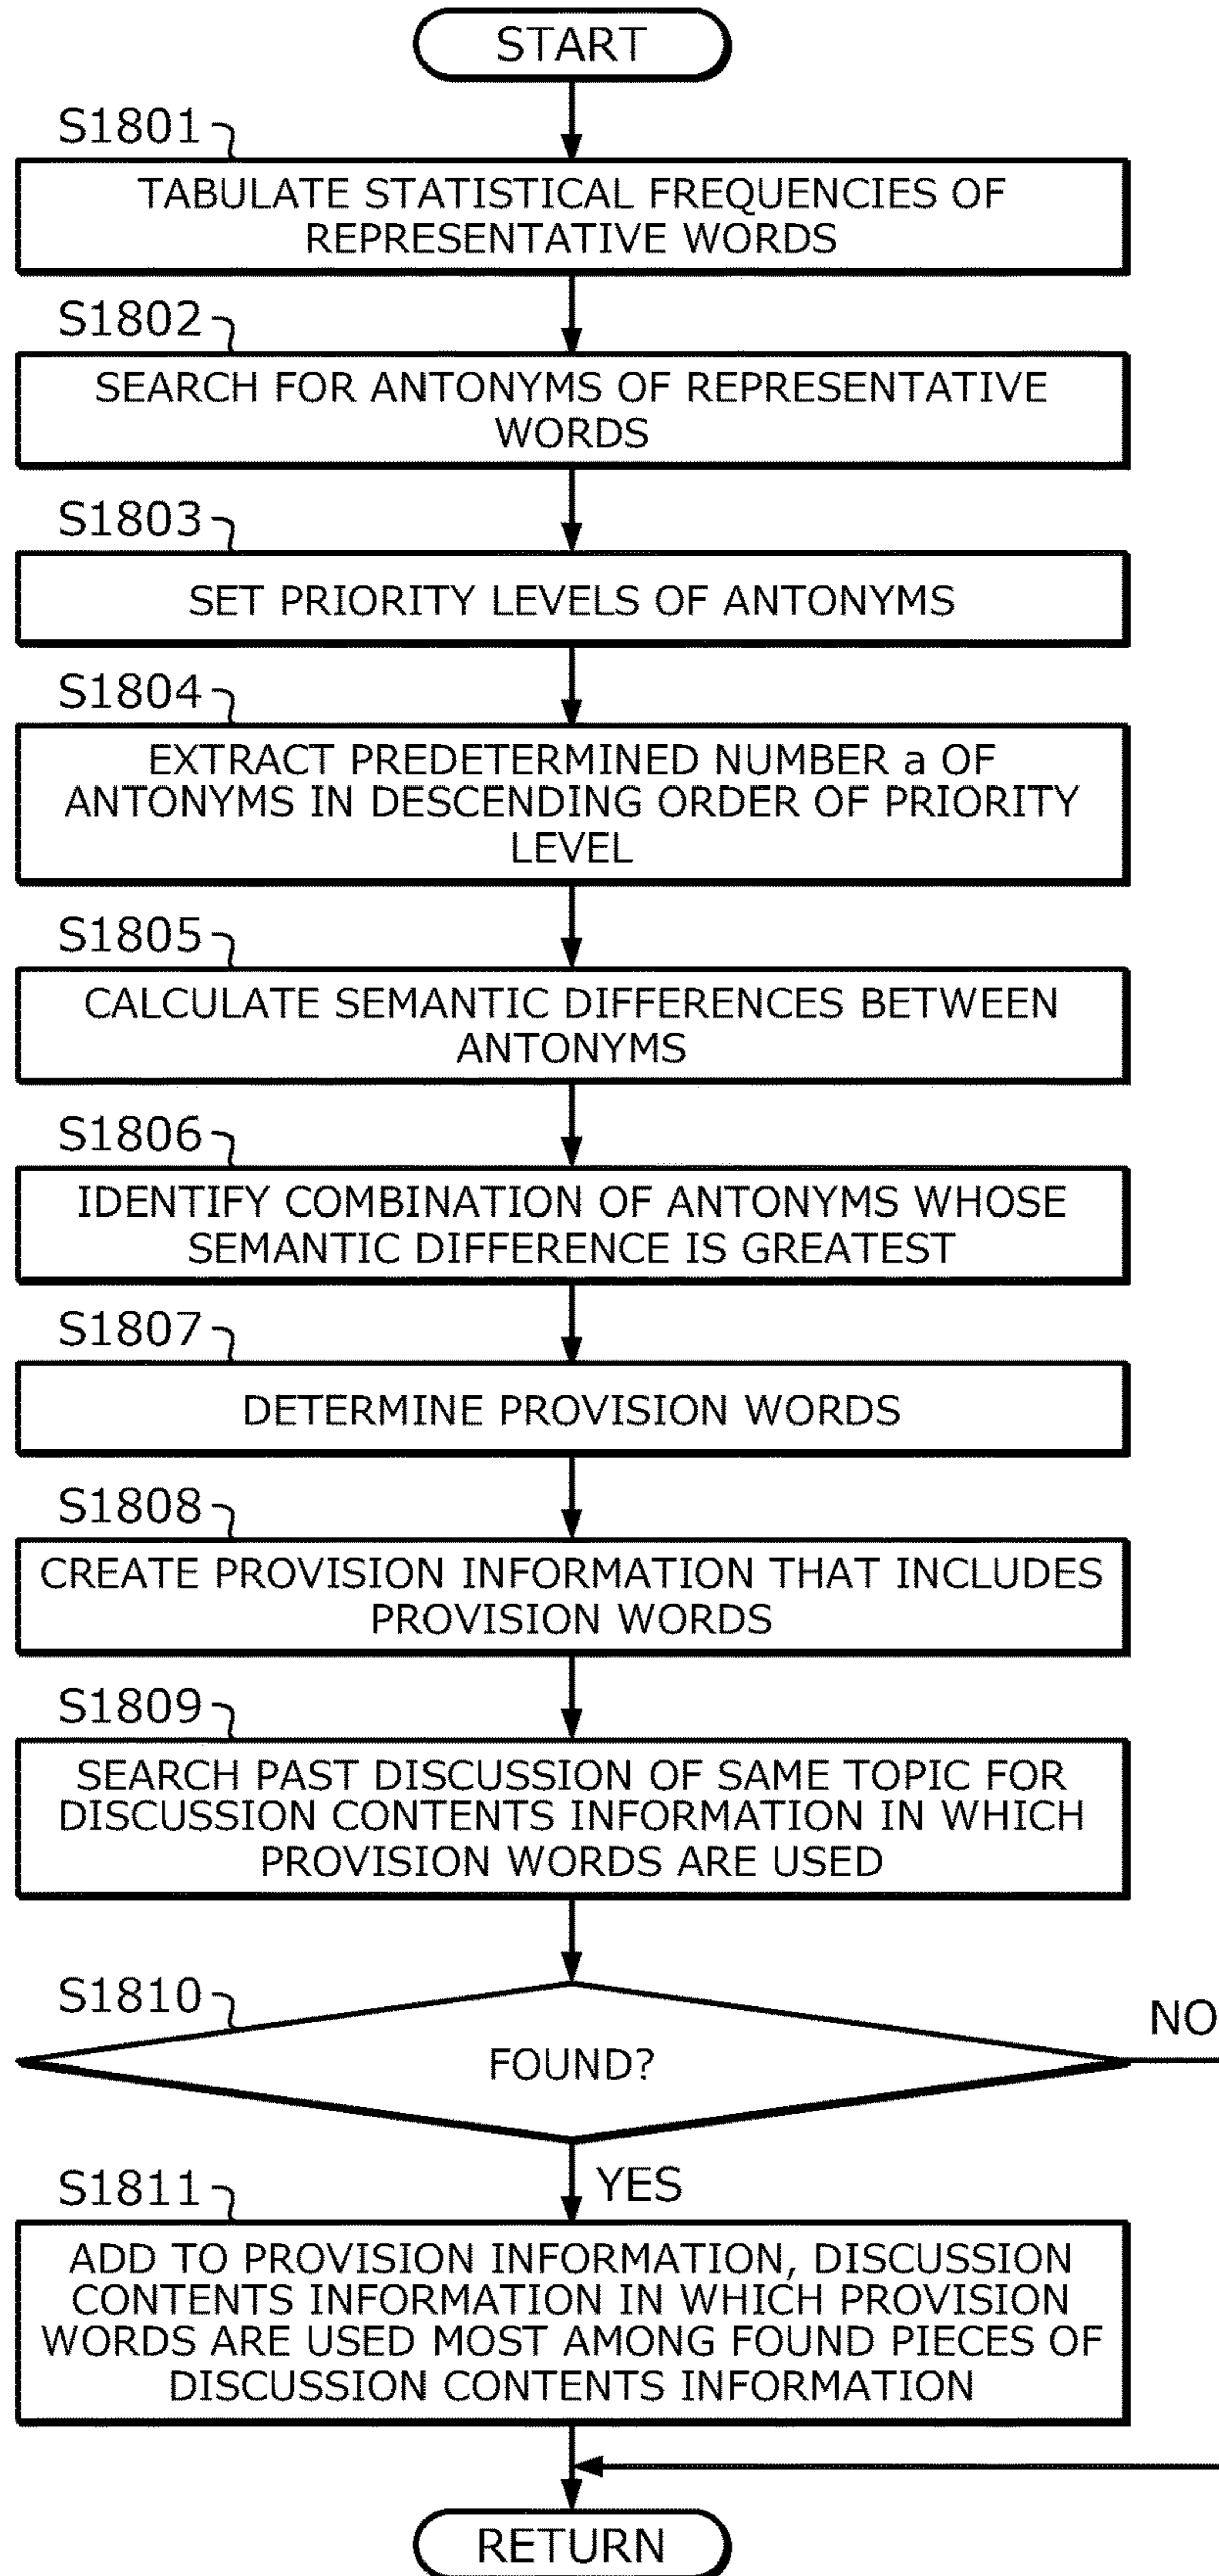 START
S1801
TABULATE STATISTICAL FREQUENCIES OF
REPRESENTATIVE WORDS
S1802
SEARCH FOR ANTONYMS OF REPRESENTATIVE
WORDS
S1803
SET PRIORITY LEVELS OF ANTONYMS
S1804
EXTRACT PREDETERMINED NUMBER a OF
ANTONYMS IN DESCENDING ORDER OF PRIORITY
LEVEL
S1805
CALCULATE SEMANTIC DIFFERENCES BETWEEN
ANTONYMS
S1806
IDENTIFY COMBINATION OF ANTONYMS WHOSE
SEMANTIC DIFFERENCE IS GREATEST
S1807
DETERMINE PROVISION WORDS
S1808
CREATE PROVISION INFORMATION THAT INCLUDES
PROVISION WORDS
S1809
SEARCH PAST DISCUSSION OF SAME TOPIC FOR
DISCUSSION CONTENTS INFORMATION IN WHICH
PROVISION WORDS ARE USED
S1810
NO
FOUND?
YES
S1811
ADD TO PROVISION INFORMATION, DISCUSSION
CONTENTS INFORMATION IN WHICH PROVISION
WORDS ARE USED MOST AMONG FOUND PIECES OF
DISCUSSION CONTENTS INFORMATION
RETURN